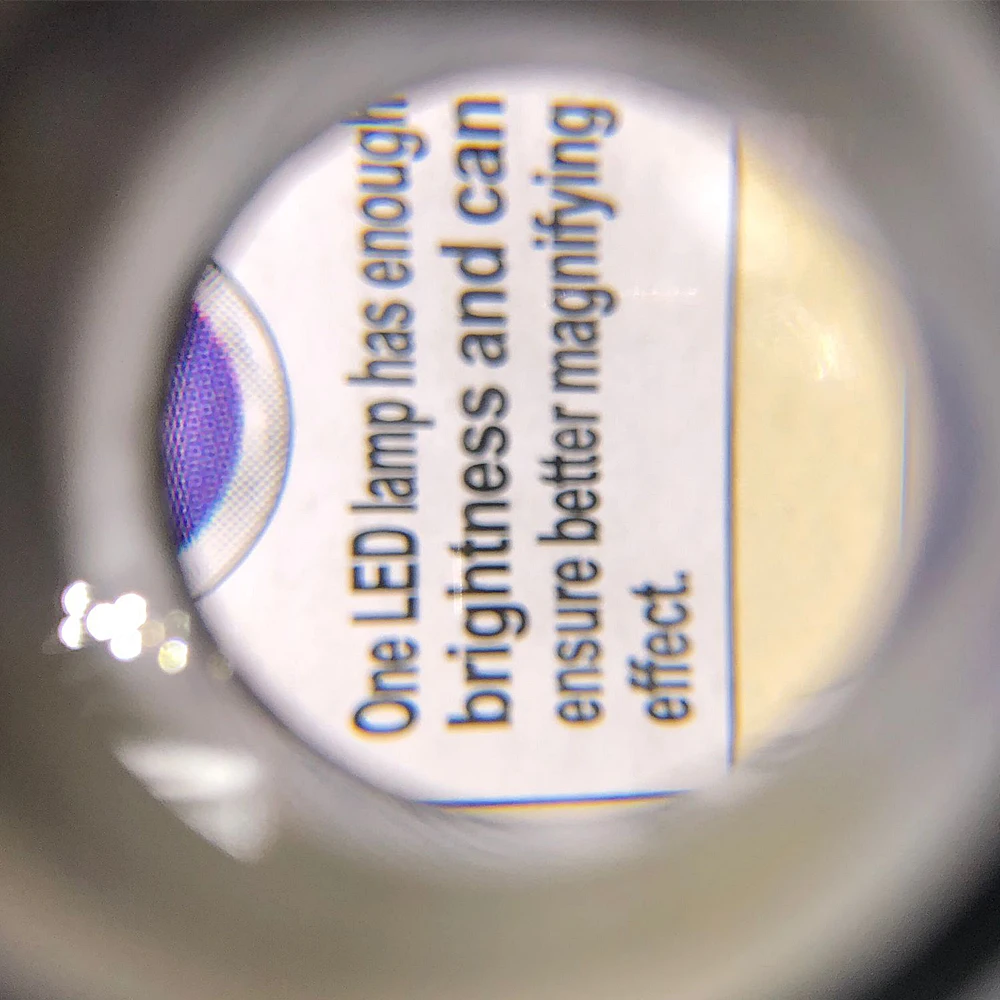 One LED lamp has enough
brightness and can
ensure better magnifying
effect.